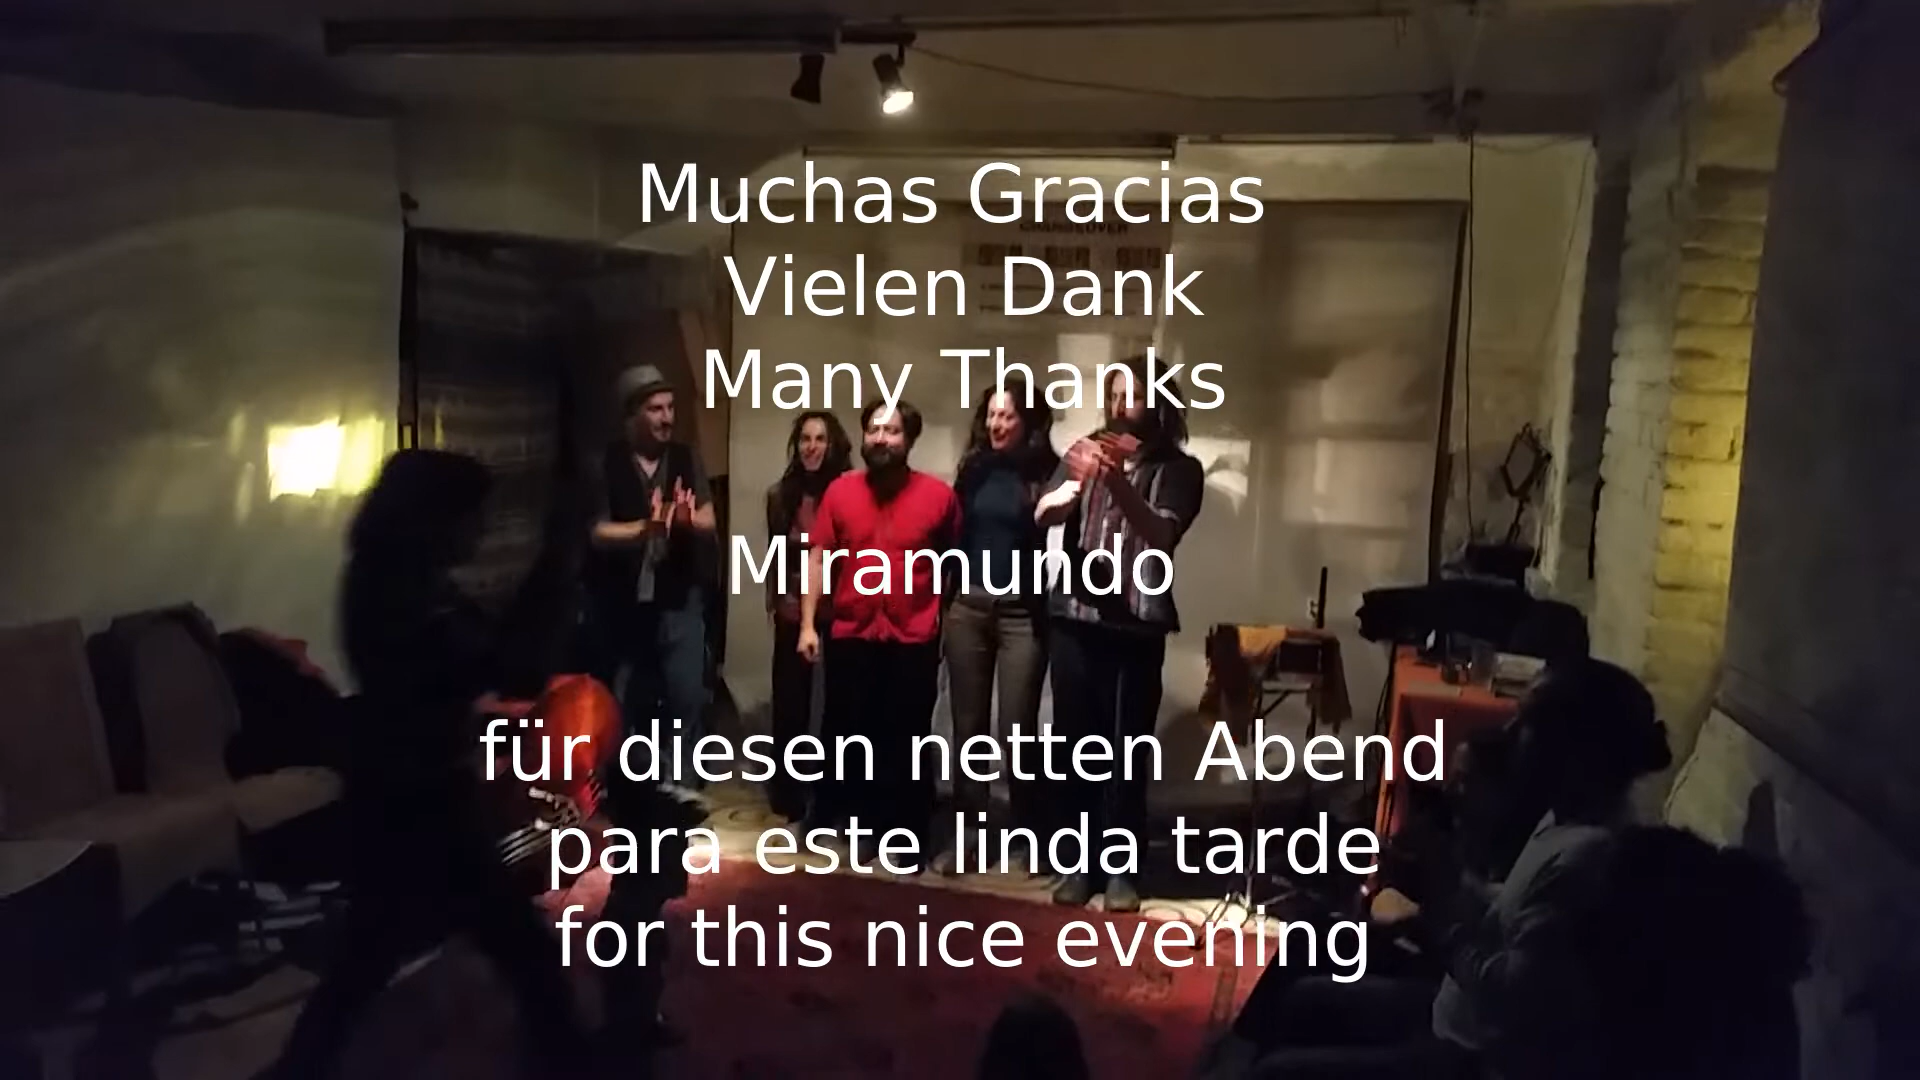 Muchas Gracias
Vielen Dank
Many Thanks
Miramundo
für diesen netten Abend
para este linda tarde
for this nice evening